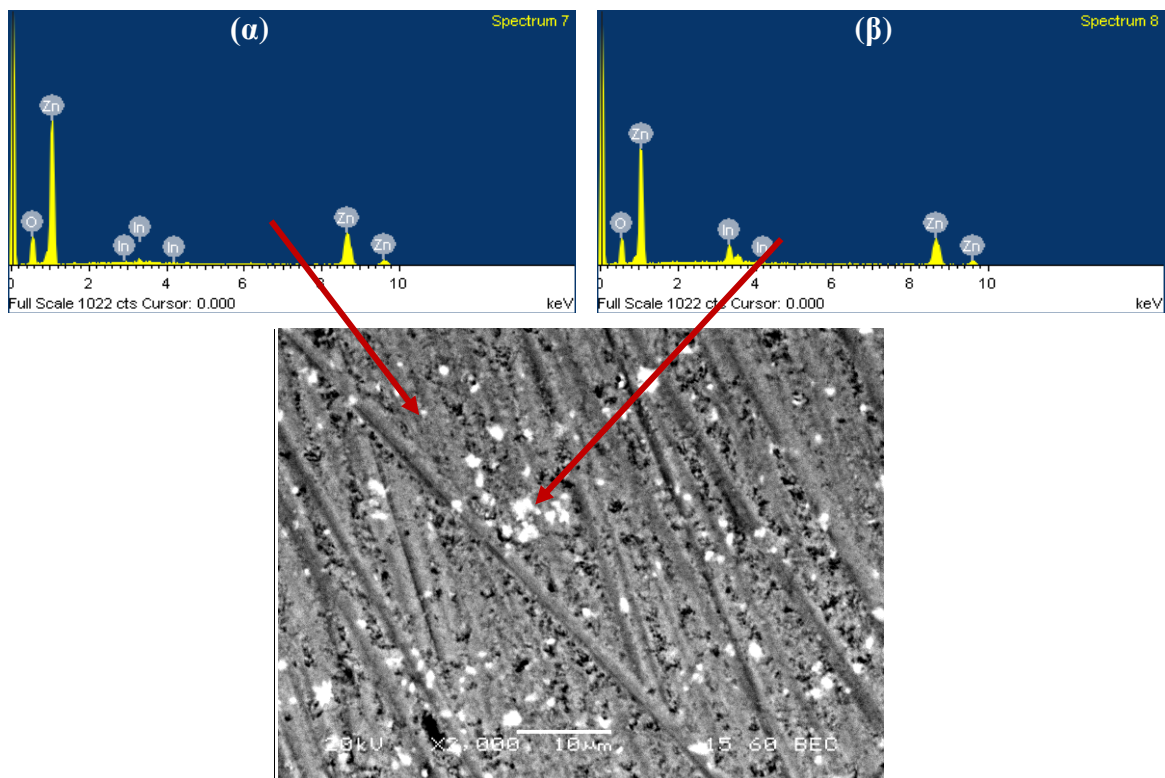 (α)
Spectrum 7
Zn
O
In
In
In
Zn
Zn
0 2 4 6 8 10
Full Scale 1022 cts Cursor: 0.000 keV
(β)
Spectrum 8
Zn
O
In
In
Zn
Zn
0 2 4 6 8 10
Full Scale 1022 cts Cursor: 0.000 keV
20kV X2,000 10μm 15 60 BEC